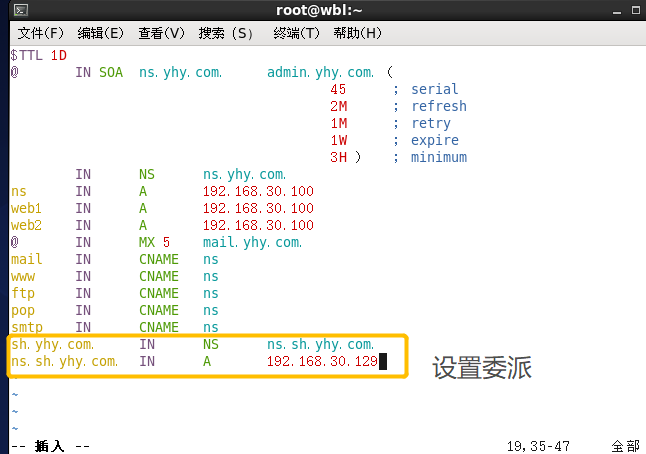 root@wbl:~
文件(F) 编辑(E) 查看(V) 搜索 (S) 终端(T) 帮助(H)
$TTL 1D
@ IN SOA ns.yhy.com. admin.yhy.com. (
45 ; serial
2M ; refresh
1M ; retry
1W ; expire
3H ) ; minimum
IN NS ns.yhy.com.
ns IN A 192.168.30.100
web1 IN A 192.168.30.100
web2 IN A 192.168.30.100
@ IN MX 5 mail.yhy.com.
mail IN CNAME ns
www IN CNAME ns
ftp IN CNAME ns
pop IN CNAME ns
smtp IN CNAME ns
sh.yhy.com. IN NS ns.sh.yhy.com.
ns.sh.yhy.com. IN A 192.168.30.129
设置委派
~
~
~
~
-- 插入 -- 19,35-47 全部